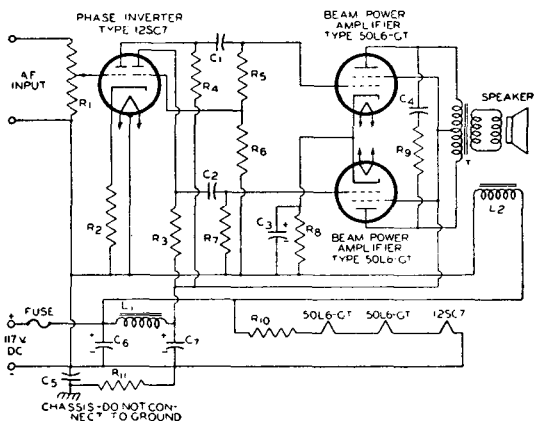 PHASE INVERTER
TYPE 12SC7
BEAM POWER
AMPLIFIER
TYPE 50L6-GT
AF
INPUT
R1
C1
R4
R5
C4
SPEAKER
R6
R9
T
C2
L2
R2
R3
R7
C3
R8
BEAM POWER
AMPLIFIER
TYPE 50L6-GT
FUSE
L1
R10
50L6-GT
50L6-GT
12SC7
117 V.
DC
C6
C7
C5
R11
CHASSIS-DO NOT CON-
NECT TO GROUND